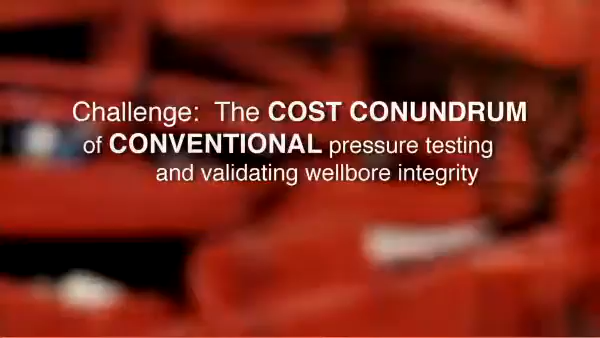 Challenge: The COST CONUNDRUM
of CONVENTIONAL pressure testing
and validating wellbore integrity